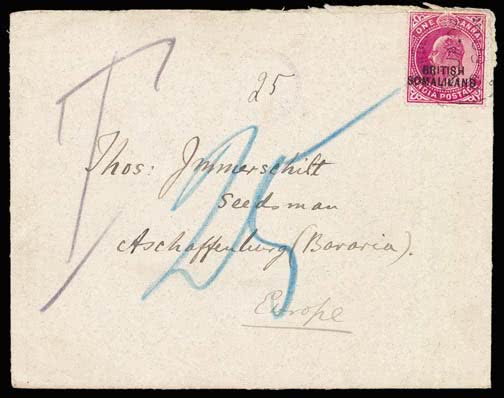 ONE ANNA
BRITISH
SOMALILAND
INDIA POSTAGE
T
25
25
Thos: Immerschitt
Seedsman
Aschaffenburg (Bavaria).
Europe